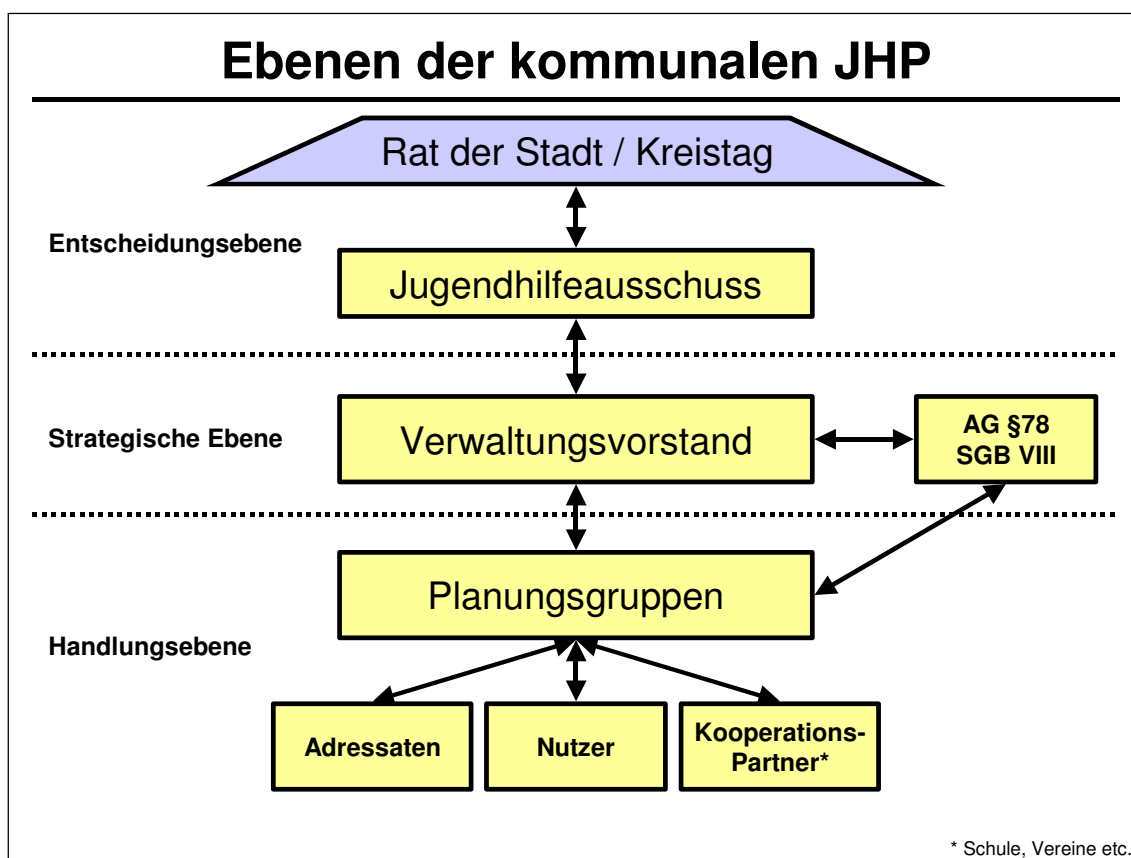 Ebenen der kommunalen JHP
Rat der Stadt / Kreistag
Entscheidungsebene
Jugendhilfeausschuss
Strategische Ebene
Verwaltungsvorstand
AG §78
SGB VIII
Planungsgruppen
Handlungsebene
Adressaten
Nutzer
Kooperations-
Partner*
* Schule, Vereine etc.